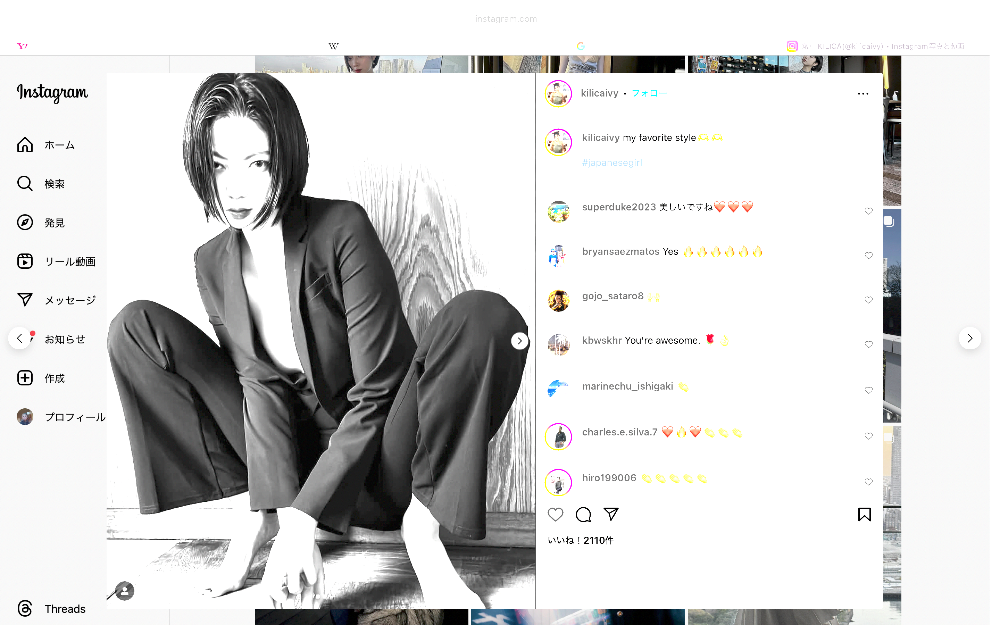 instagram.com
Y!
W
G
KILICA(@kilicaivy) • Instagram写真と動画
Instagram
ホーム
検索
発見
リール動画
メッセージ
お知らせ
作成
プロフィール
Threads
kilicaivy • フォロー
kilicaivy my favorite style🫶🫶
#japanesegirl
superduke2023 美しいですね❤️❤️❤️
bryansaezmatos Yes 🔥🔥🔥🔥🔥🔥
gojo_sataro8 🙌
kbwskhr You're awesome. 🌹👌
marinechu_ishigaki 👏
charles.e.silva.7 ❤️🔥❤️👏👏👏
hiro199006 👏👏👏👏👏
いいね！2110件